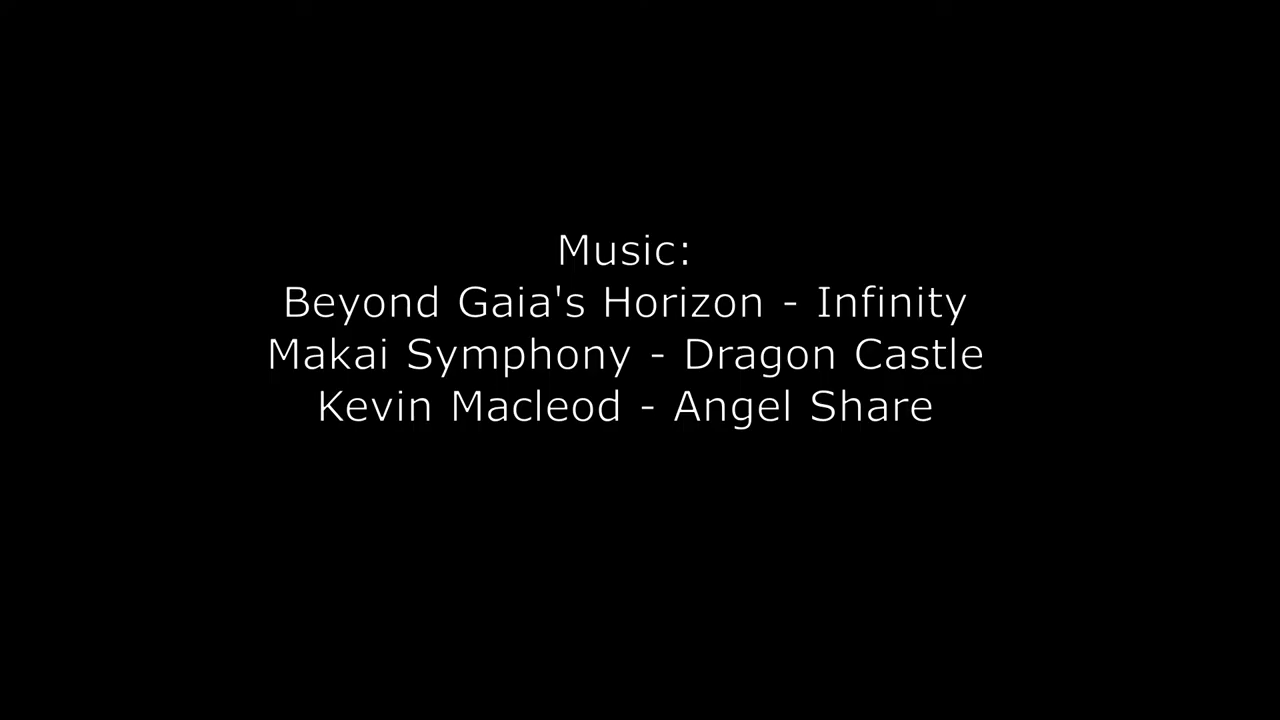 Music:
Beyond Gaia's Horizon - Infinity
Makai Symphony - Dragon Castle
Kevin Macleod - Angel Share